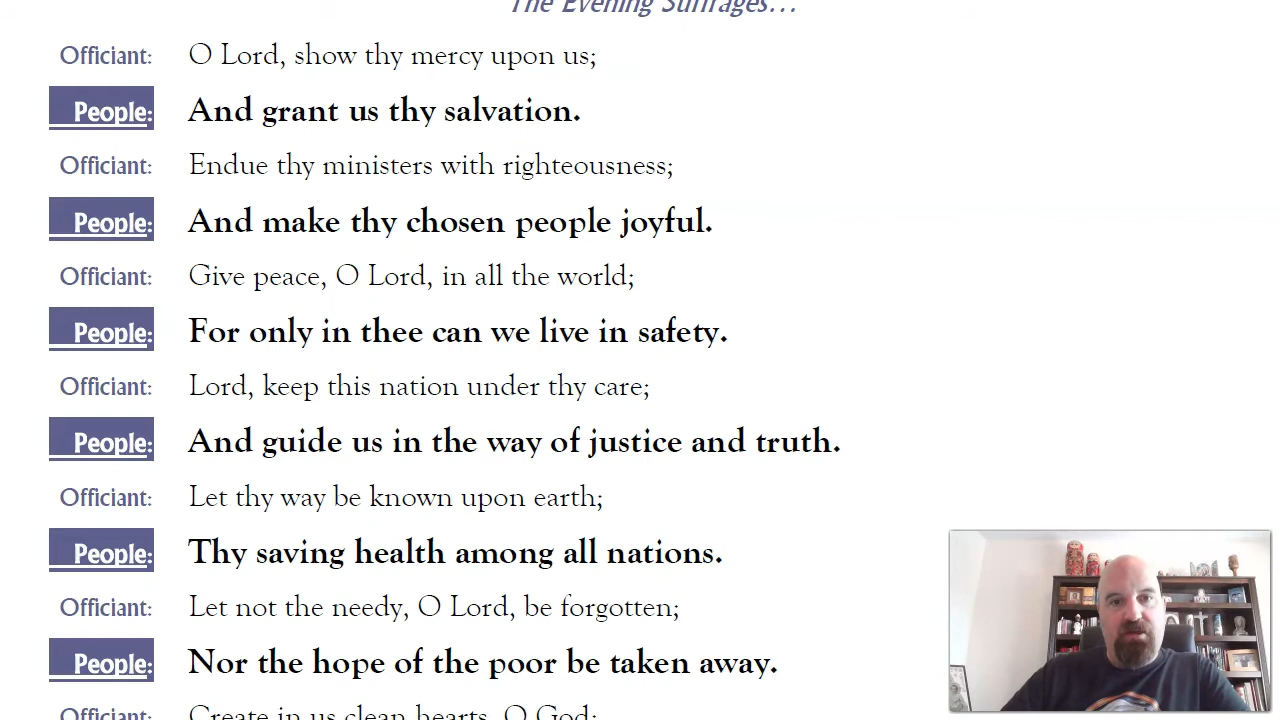 The Evening Suffrages...
Officiant: O Lord, show thy mercy upon us;
People: And grant us thy salvation.
Officiant: Endue thy ministers with righteousness;
People: And make thy chosen people joyful.
Officiant: Give peace, O Lord, in all the world;
People: For only in thee can we live in safety.
Officiant: Lord, keep this nation under thy care;
People: And guide us in the way of justice and truth.
Officiant: Let thy way be known upon earth;
People: Thy saving health among all nations.
Officiant: Let not the needy, O Lord, be forgotten;
People: Nor the hope of the poor be taken away.
Officiant: Create in us clean hearts, O God;